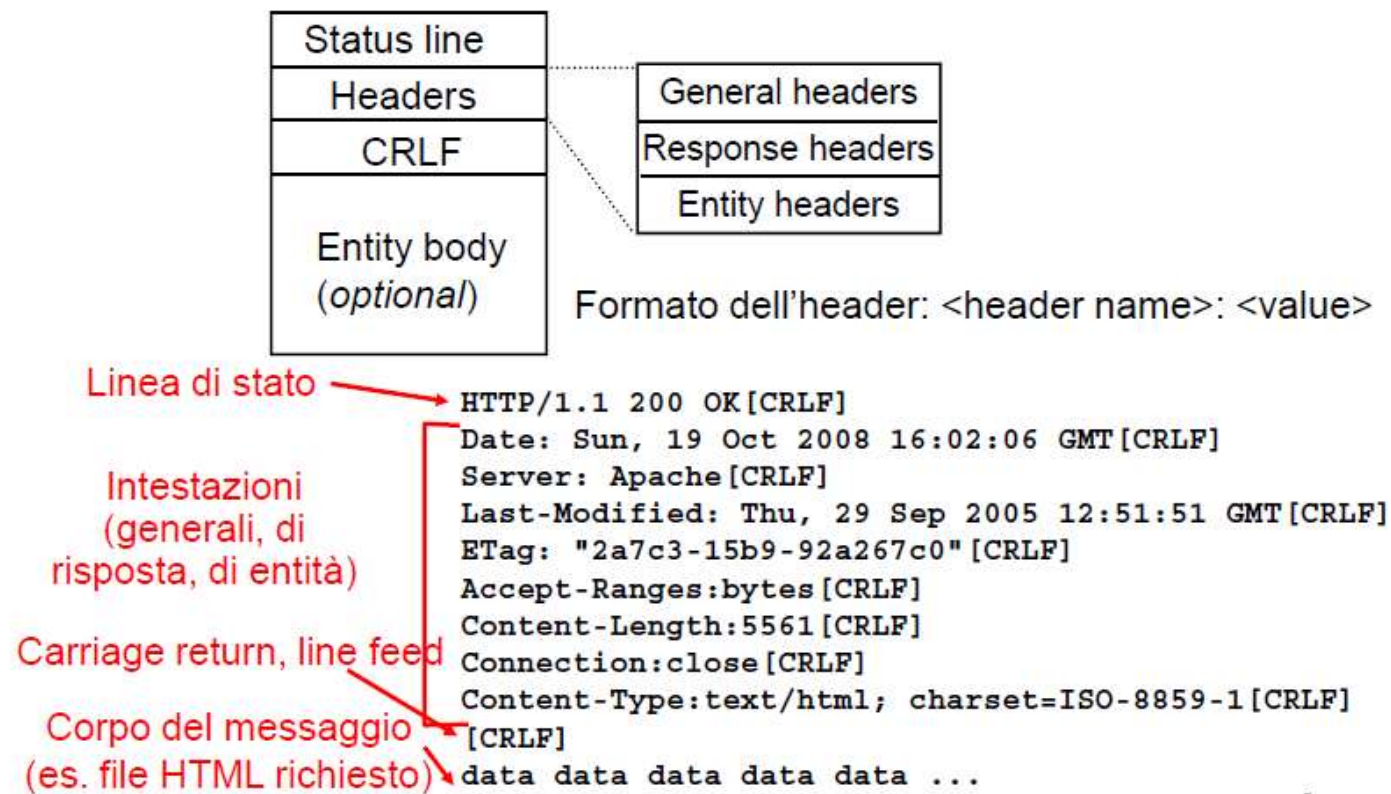 Status line
Headers
CRLF
Entity body
(optional)
General headers
Response headers
Entity headers
Formato dell'header: <header name>: <value>
Linea di stato
HTTP/1.1 200 OK[CRLF]
Date: Sun, 19 Oct 2008 16:02:06 GMT[CRLF]
Server: Apache[CRLF]
Last-Modified: Thu, 29 Sep 2005 12:51:51 GMT[CRLF]
ETag: "2a7c3-15b9-92a267c0"[CRLF]
Accept-Ranges:bytes[CRLF]
Content-Length:5561[CRLF]
Connection:close[CRLF]
Content-Type:text/html; charset=ISO-8859-1[CRLF]
[CRLF]
data data data data data ...
Intestazioni
(generali, di
risposta, di entità)
Carriage return, line feed
Corpo del messaggio
(es. file HTML richiesto)